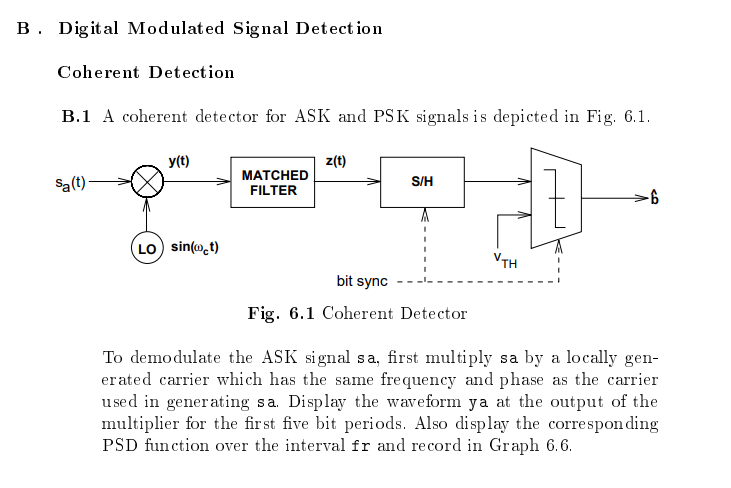 B . Digital Modulated Signal Detection
Coherent Detection
B.1 A coherent detector for ASK and PSK signals is depicted in Fig. 6.1.
sa(t)
y(t)
MATCHED
FILTER
z(t)
S/H
b̂
LO
sin(ωct)
VTH
bit sync
Fig. 6.1 Coherent Detector
To demodulate the ASK signal sa, first multiply sa by a locally gen-
erated carrier which has the same frequency and phase as the carrier
used in generating sa. Display the waveform ya at the output of the
multiplier for the first five bit periods. Also display the corresponding
PSD function over the interval fr and record in Graph 6.6.